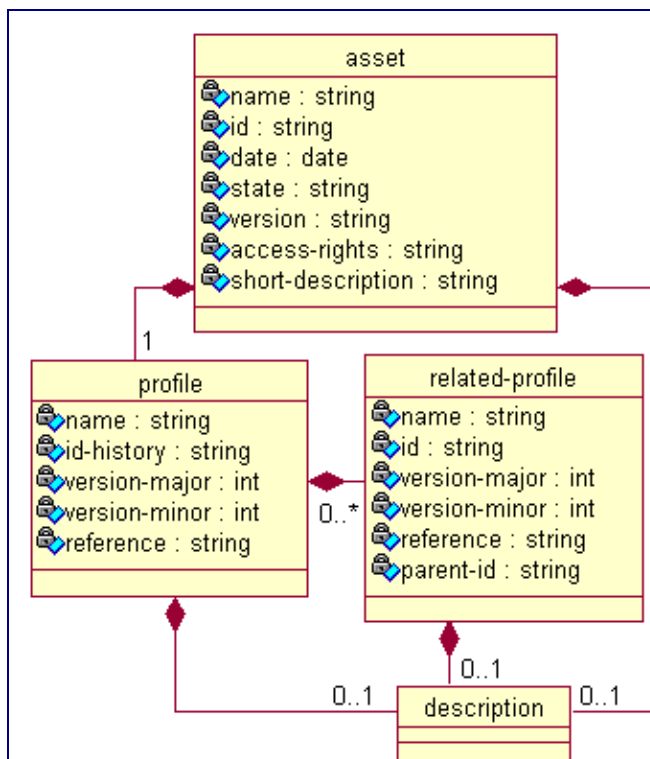 asset
name : string
id : string
date : date
state : string
version : string
access-rights : string
short-description : string
1
profile
name : string
id-history : string
version-major : int
version-minor : int
reference : string
0..*
related-profile
name : string
id : string
version-major : int
version-minor : int
reference : string
parent-id : string
0..1
0..1
description
0..1